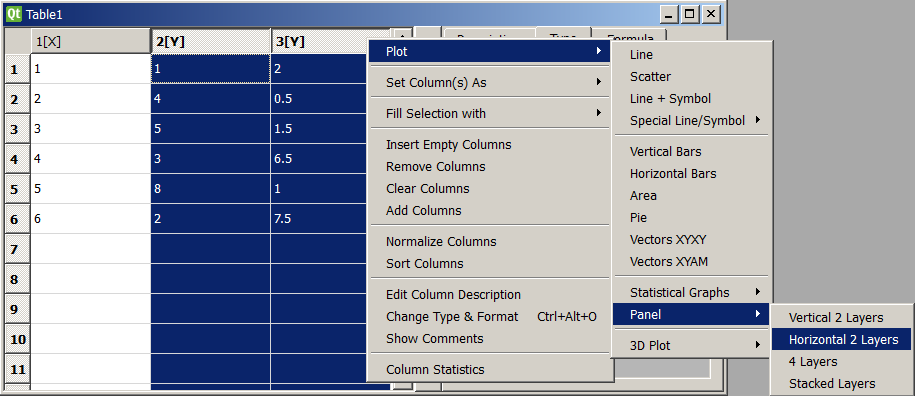 Qt Table1
1[X] 2[Y] 3[Y]
1 1 1 2
2 2 4 0.5
3 3 5 1.5
4 4 3 6.5
5 5 8 1
6 6 2 7.5
7
8
9
10
11
Formula
Plot
Set Column(s) As
Fill Selection with
Insert Empty Columns
Remove Columns
Clear Columns
Add Columns
Normalize Columns
Sort Columns
Edit Column Description
Change Type & Format Ctrl+Alt+O
Show Comments
Column Statistics
Line
Scatter
Line + Symbol
Special Line/Symbol
Vertical Bars
Horizontal Bars
Area
Pie
Vectors XYXY
Vectors XYAM
Statistical Graphs
Panel
3D Plot
Vertical 2 Layers
Horizontal 2 Layers
4 Layers
Stacked Layers